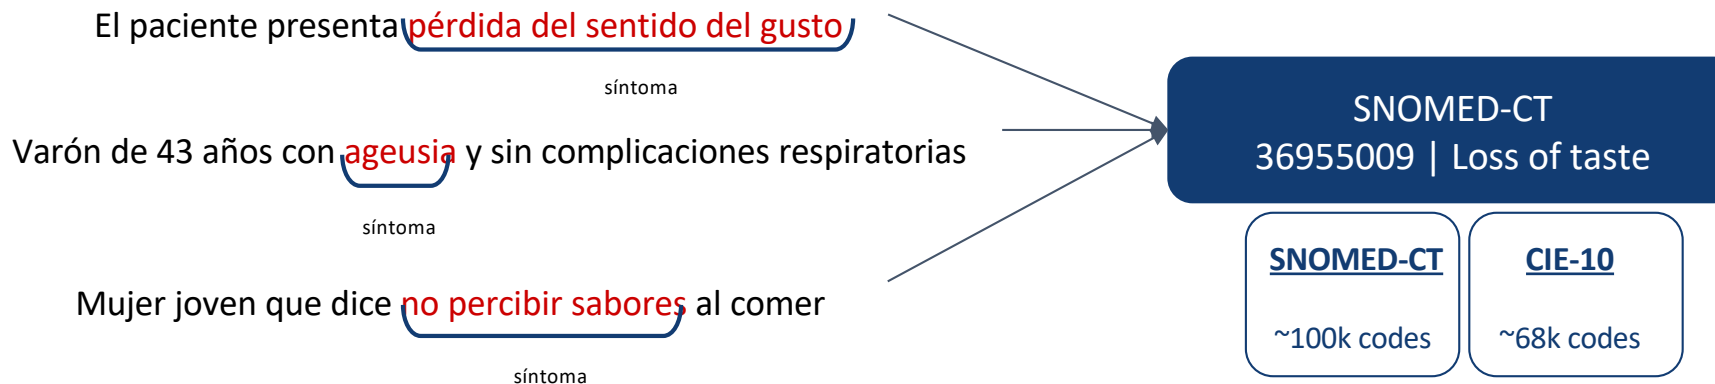 El paciente presenta pérdida del sentido del gusto
síntoma
Varón de 43 años con ageusia y sin complicaciones respiratorias
síntoma
Mujer joven que dice no percibir sabores al comer
síntoma
SNOMED-CT
36955009 | Loss of taste
SNOMED-CT
~100k codes
CIE-10
~68k codes